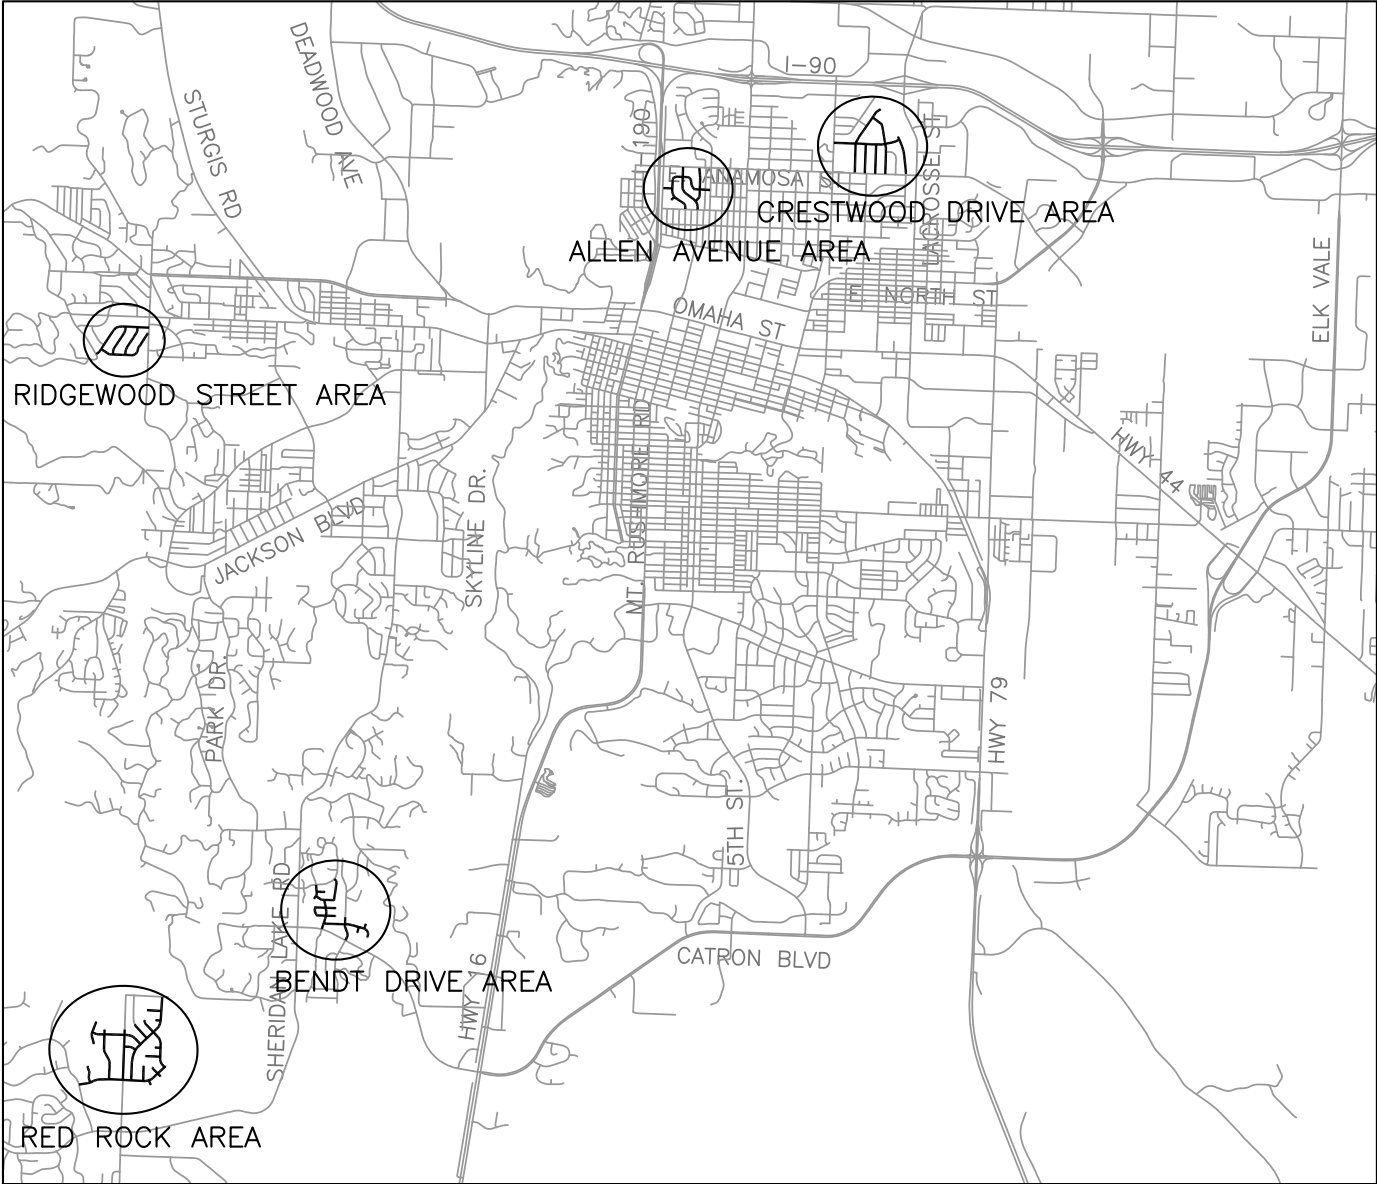 DEADWOOD AVE
I-90
STURGIS RD
I190
ANAMOSA ST
LACROSSE ST
CRESTWOOD DRIVE AREA
ALLEN AVENUE AREA
ELK VALE
E. NORTH ST
OMAHA ST
RIDGEWOOD STREET AREA
HWY 44
MT. RUSHMORE RD
SKYLINE DR.
JACKSON BLVD
PARK DR.
HWY 79
5TH ST.
SHERIDAN LAKE RD
CATRON BLVD
BENDT DRIVE AREA
HWY 16
RED ROCK AREA